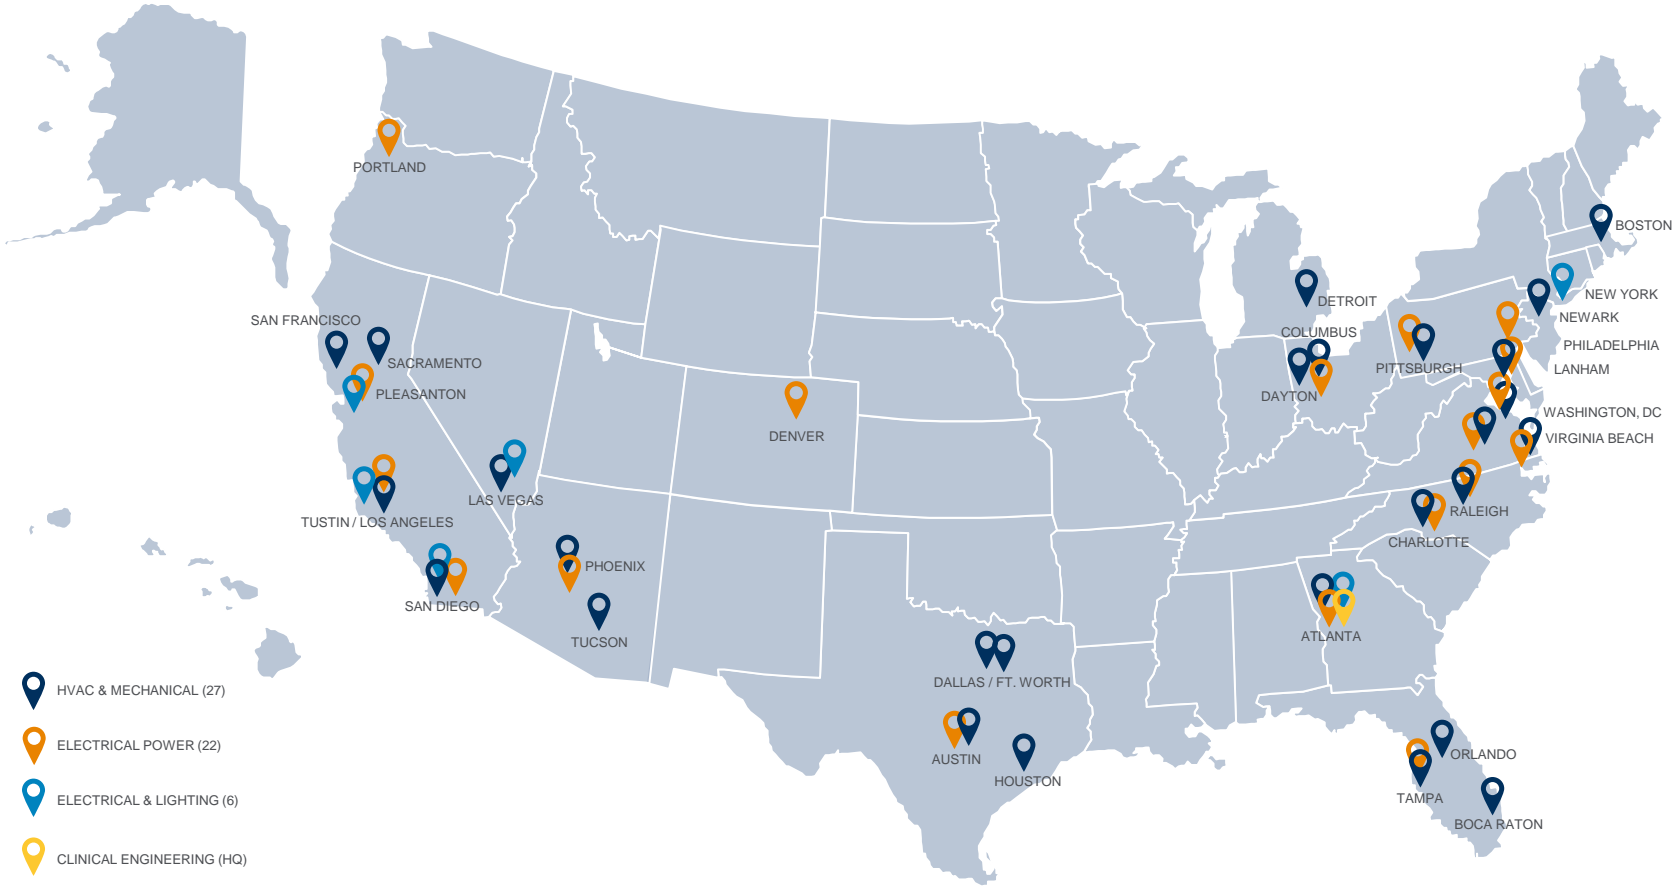 PORTLAND
BOSTON
NEW YORK
DETROIT
NEWARK
SAN FRANCISCO
COLUMBUS
PHILADELPHIA
SACRAMENTO
PITTSBURGH
LANHAM
PLEASANTON
DAYTON
WASHINGTON, DC
DENVER
VIRGINIA BEACH
LAS VEGAS
RALEIGH
TUSTIN / LOS ANGELES
CHARLOTTE
PHOENIX
SAN DIEGO
ATLANTA
TUCSON
DALLAS / FT. WORTH
HVAC & MECHANICAL (27)
ELECTRICAL POWER (22)
ORLANDO
AUSTIN
HOUSTON
TAMPA
ELECTRICAL & LIGHTING (6)
BOCA RATON
CLINICAL ENGINEERING (HQ)